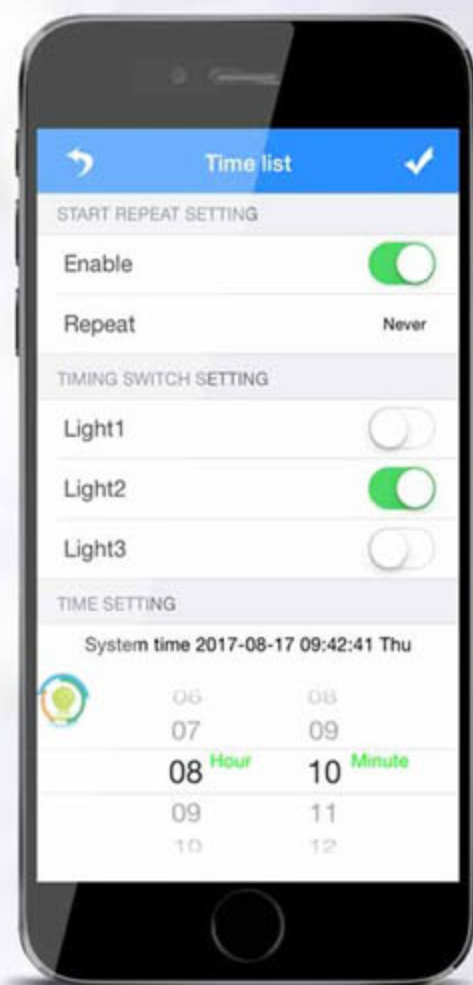 Time list
START REPEAT SETTING
Enable
Repeat Never
TIMING SWITCH SETTING
Light1
Light2
Light3
TIME SETTING
System time 2017-08-17 09:42:41 Thu
06 08
07 09
08 Hour 10 Minute
09 11
10 12